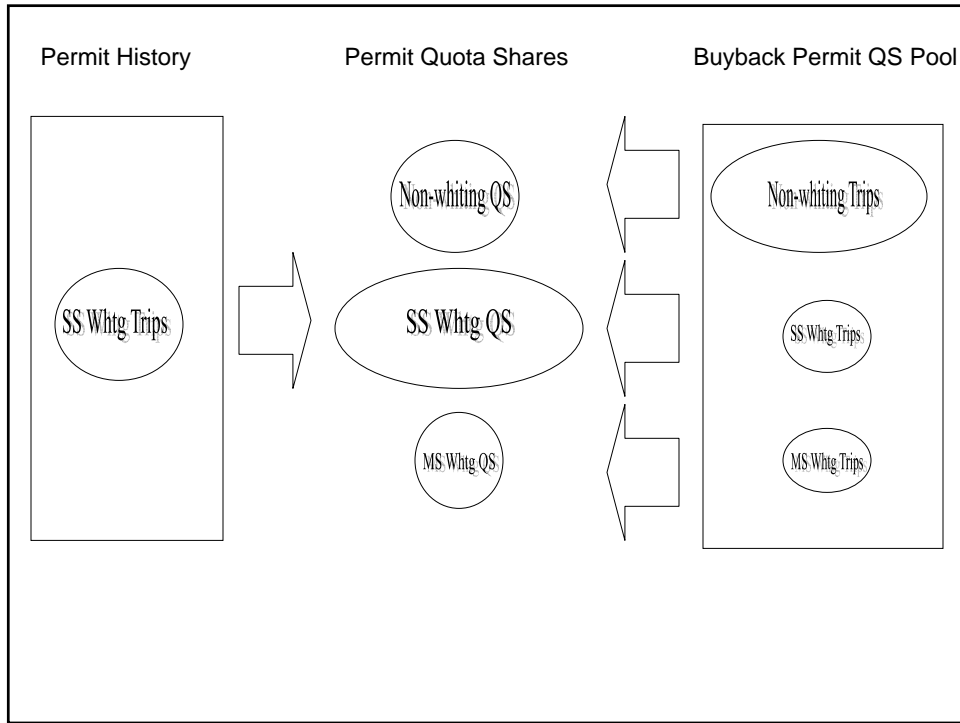 Permit History
Permit Quota Shares
Buyback Permit QS Pool
Non-whiting QS
Non-whiting Trips
SS Whtg Trips
SS Whtg QS
SS Whtg Trips
MS Whtg QS
MS Whtg Trips